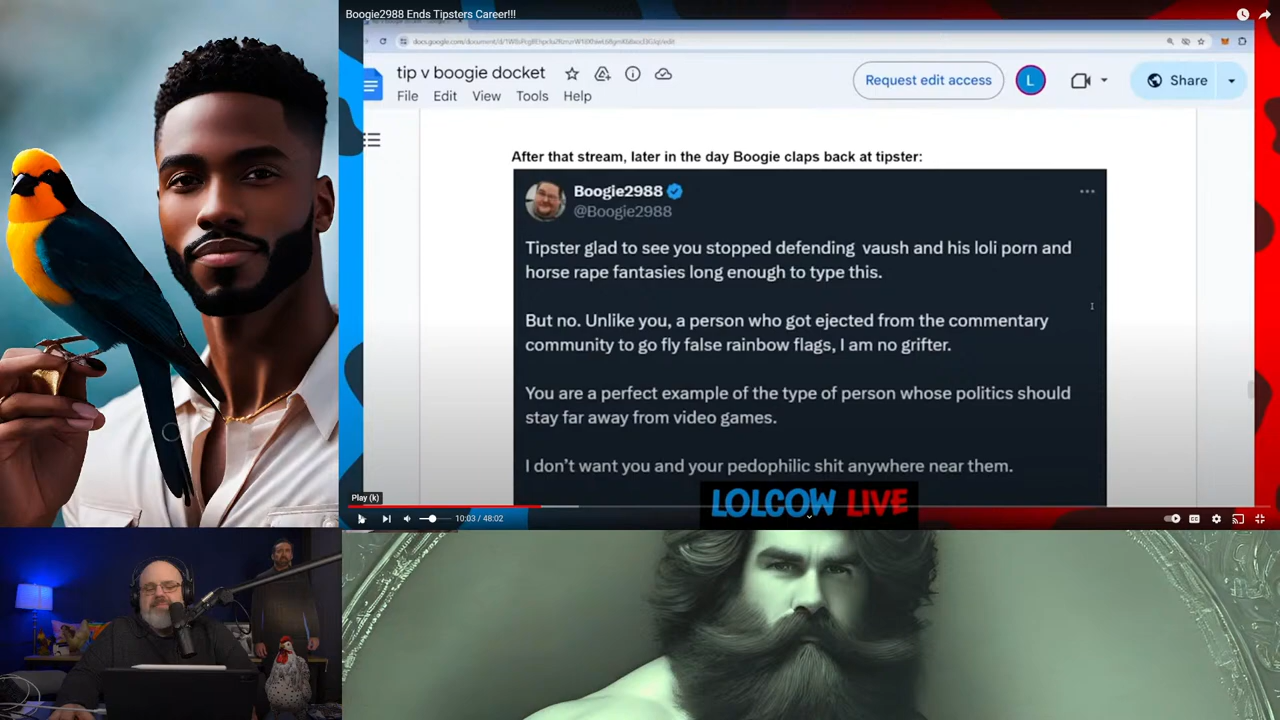 Boogie2988 Ends Tipsters Career!!!
tip v boogie docket
Request edit access
L
Share
File Edit View Tools Help
After that stream, later in the day Boogie claps back at tipster:
Boogie2988
@Boogie2988
Tipster glad to see you stopped defending vaush and his loli porn and
horse rape fantasies long enough to type this.
But no. Unlike you, a person who got ejected from the commentary
community to go fly false rainbow flags, I am no grifter.
You are a perfect example of the type of person whose politics should
stay far away from video games.
I don't want you and your pedophilic shit anywhere near them.
Play (k)
LOLCOW LIVE
10:03 / 48:02